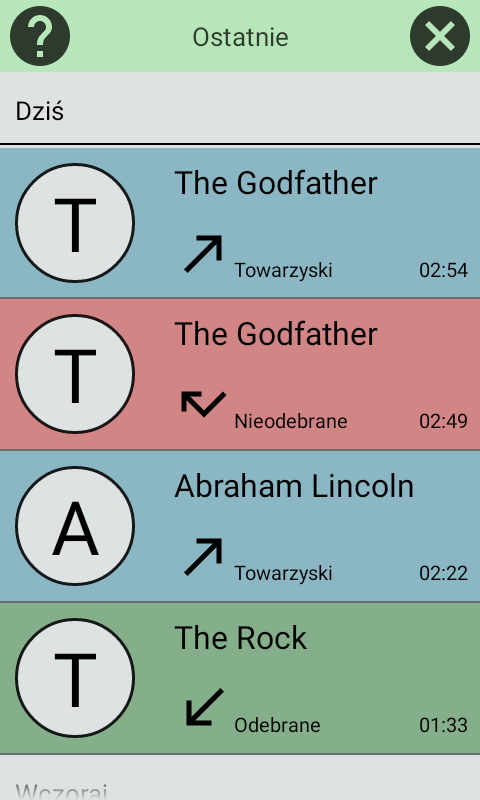 Ostatnie
Dziś
T
The Godfather
Towarzyski 02:54
T
The Godfather
Nieodebrane 02:49
A
Abraham Lincoln
Towarzyski 02:22
T
The Rock
Odebrane 01:33
Wczoraj